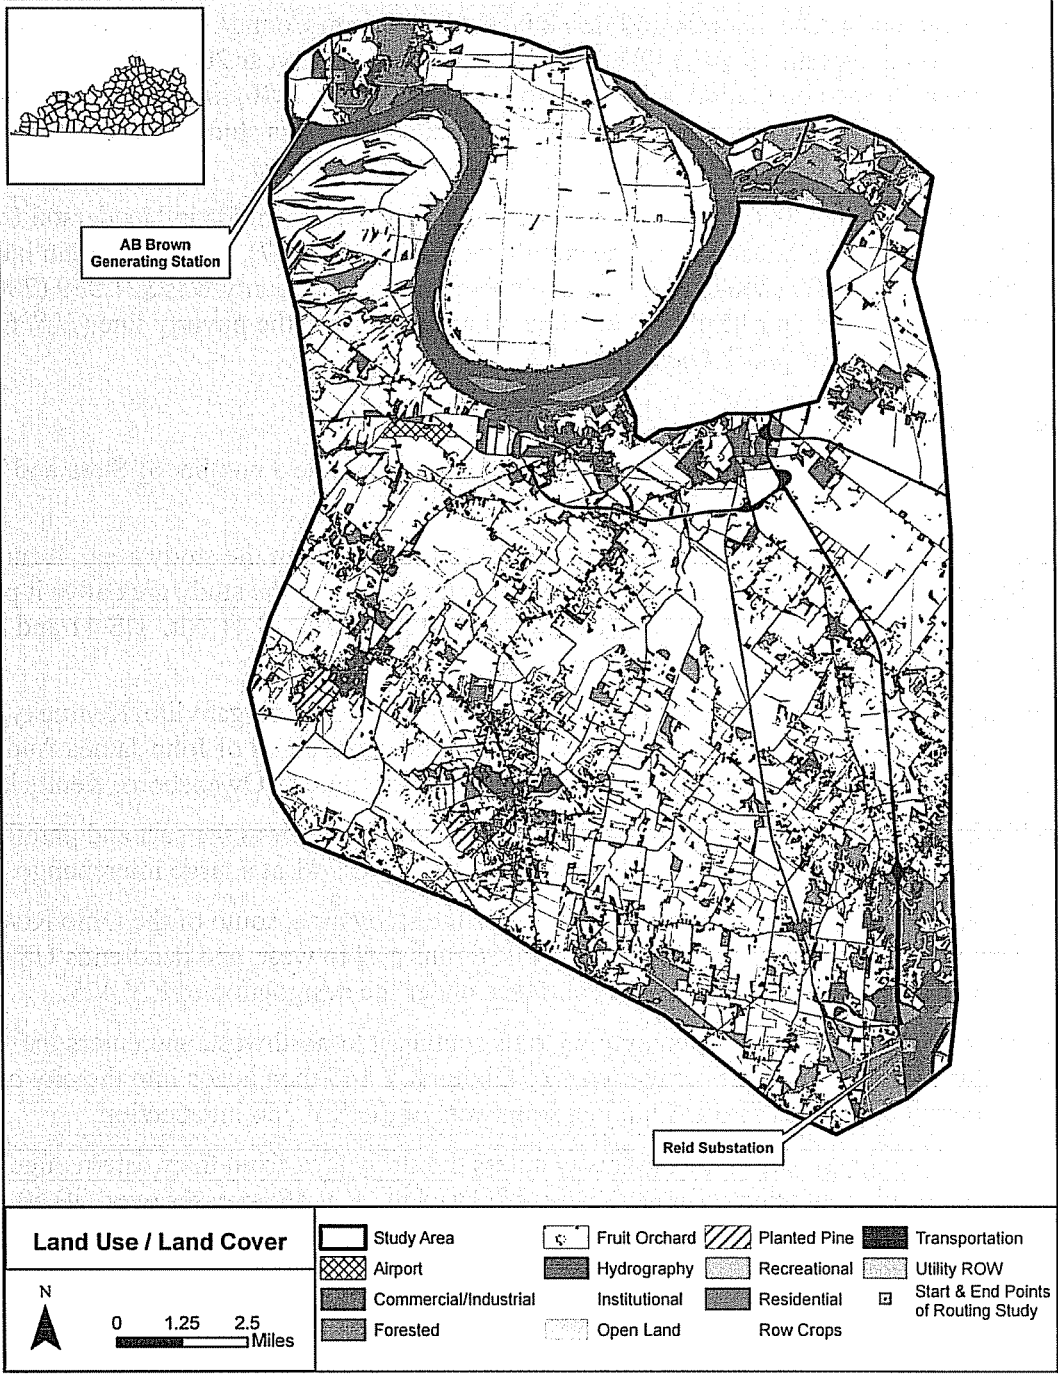 AB Brown
Generating Station
Reid Substation
Land Use / Land Cover
N
0 1.25 2.5
Miles
Study Area
Airport
Commercial/Industrial
Forested
Fruit Orchard
Hydrography
Institutional
Open Land
Planted Pine
Recreational
Residential
Row Crops
Transportation
Utility ROW
Start & End Points
of Routing Study